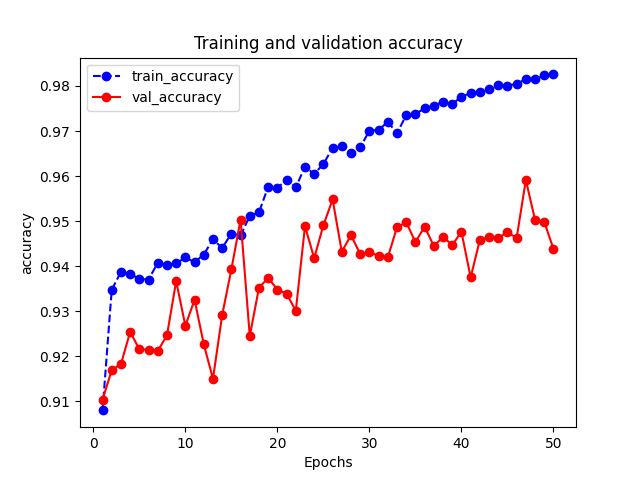 Training and validation accuracy
train_accuracy
val_accuracy
accuracy
0.98
0.97
0.96
0.95
0.94
0.93
0.92
0.91
0 10 20 30 40 50
Epochs